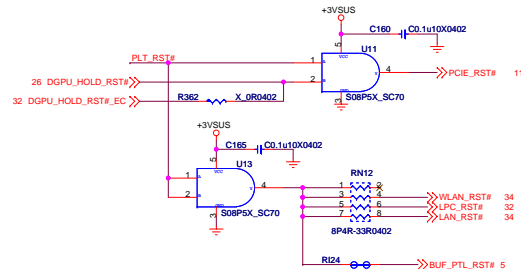 +3VSUS
C160 C0.1u10X0402
U11
5
VCC
PLT_RST#
1
4
PCIE_RST# 11
26 DGPU_HOLD_RST#
2
32 DGPU_HOLD_RST#_EC
R362 X_0R0402
3
S08P5X_SC70
+3VSUS
C165 C0.1u10X0402
U13
5
VCC
RN12
1
4
1 2
2
3 4
WLAN_RST# 34
5 6
LPC_RST# 32
3
S08P5X_SC70
7 8
LAN_RST# 34
8P4R-33R0402
RI24
BUF_PTL_RST# 5